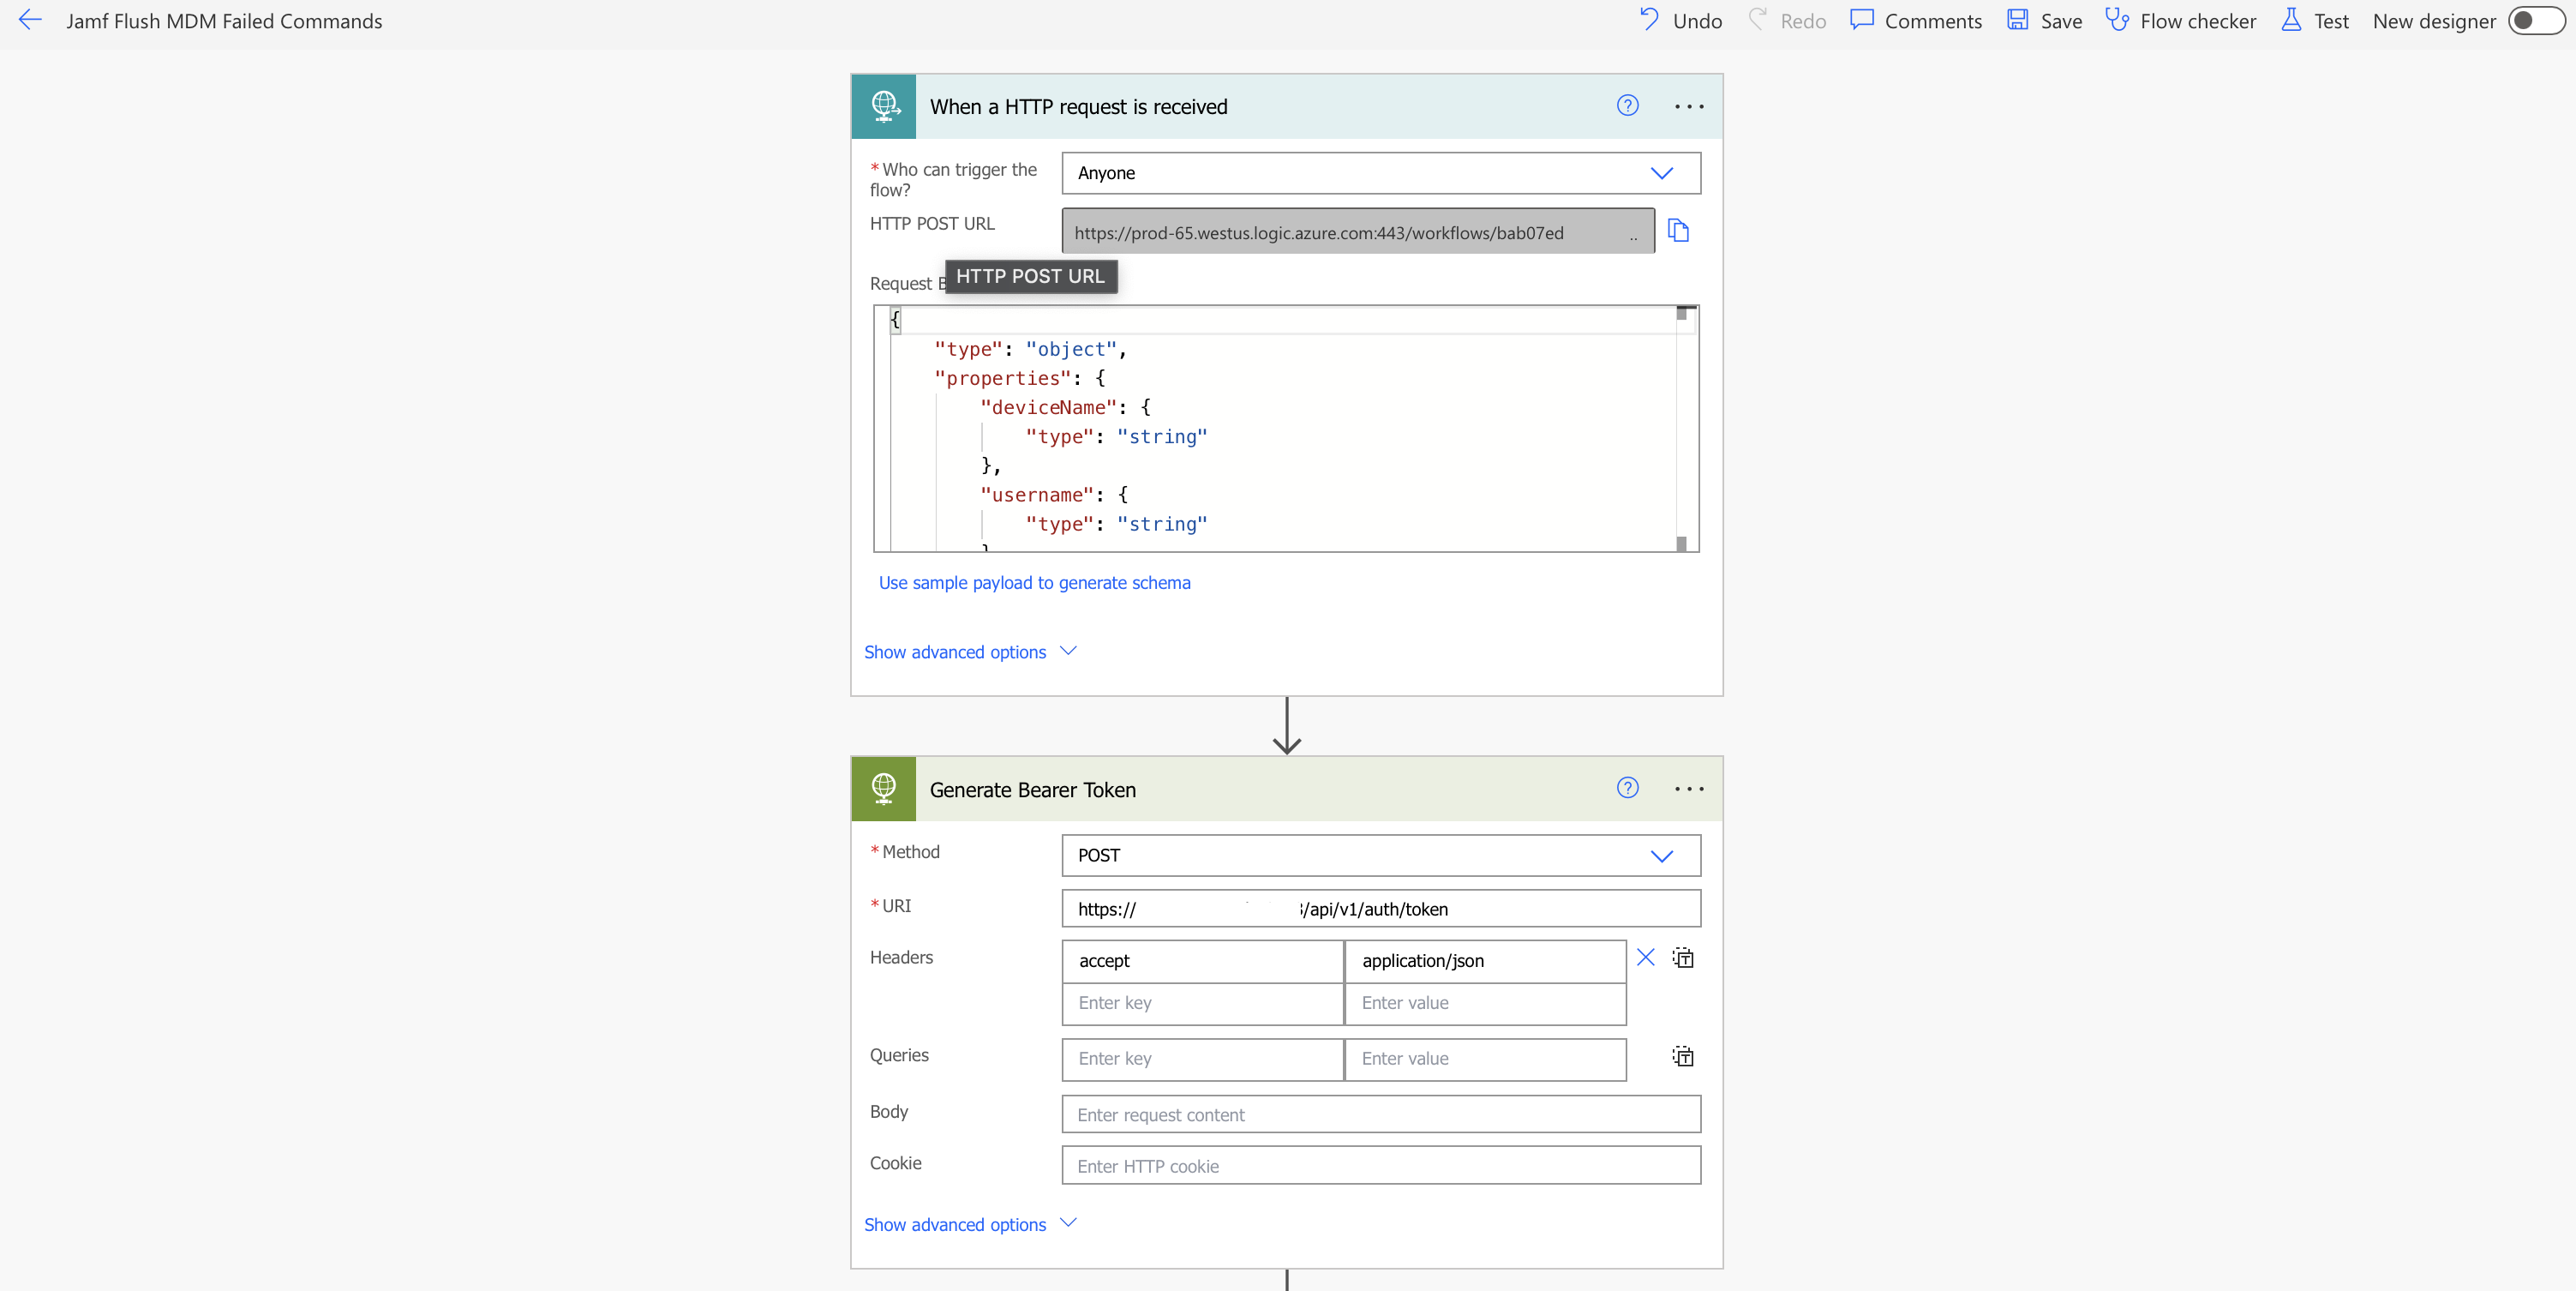 Jamf Flush MDM Failed Commands
Undo Redo Comments Save Flow checker Test New designer
When a HTTP request is received
*Who can trigger the flow?
Anyone
HTTP POST URL
https://prod-65.westus.logic.azure.com:443/workflows/bab07ed ..
HTTP POST URL
Request
{
"type": "object",
"properties": {
"deviceName": {
"type": "string"
},
"username": {
"type": "string"
}
Use sample payload to generate schema
Show advanced options
Generate Bearer Token
*Method
POST
*URI
https:// /api/v1/auth/token
Headers
accept application/json
Enter key Enter value
Queries
Enter key Enter value
Body
Enter request content
Cookie
Enter HTTP cookie
Show advanced options